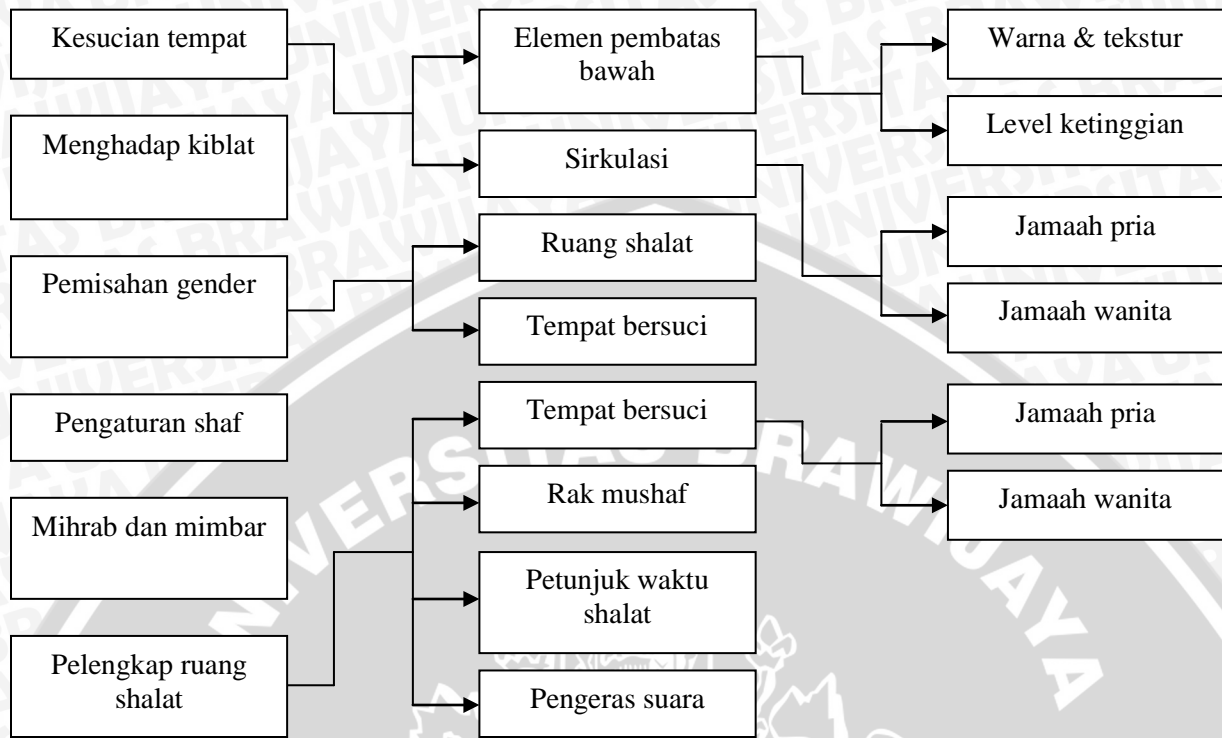 Kesucian tempat
Menghadap kiblat
Pemisahan gender
Pengaturan shaf
Mihrab dan mimbar
Pelengkap ruang
shalat
Elemen pembatas
bawah
Sirkulasi
Ruang shalat
Tempat bersuci
Tempat bersuci
Rak mushaf
Petunjuk waktu
shalat
Pengeras suara
Warna & tekstur
Level ketinggian
Jamaah pria
Jamaah wanita
Jamaah pria
Jamaah wanita
UNIVERSITAS BRAWIJAYA